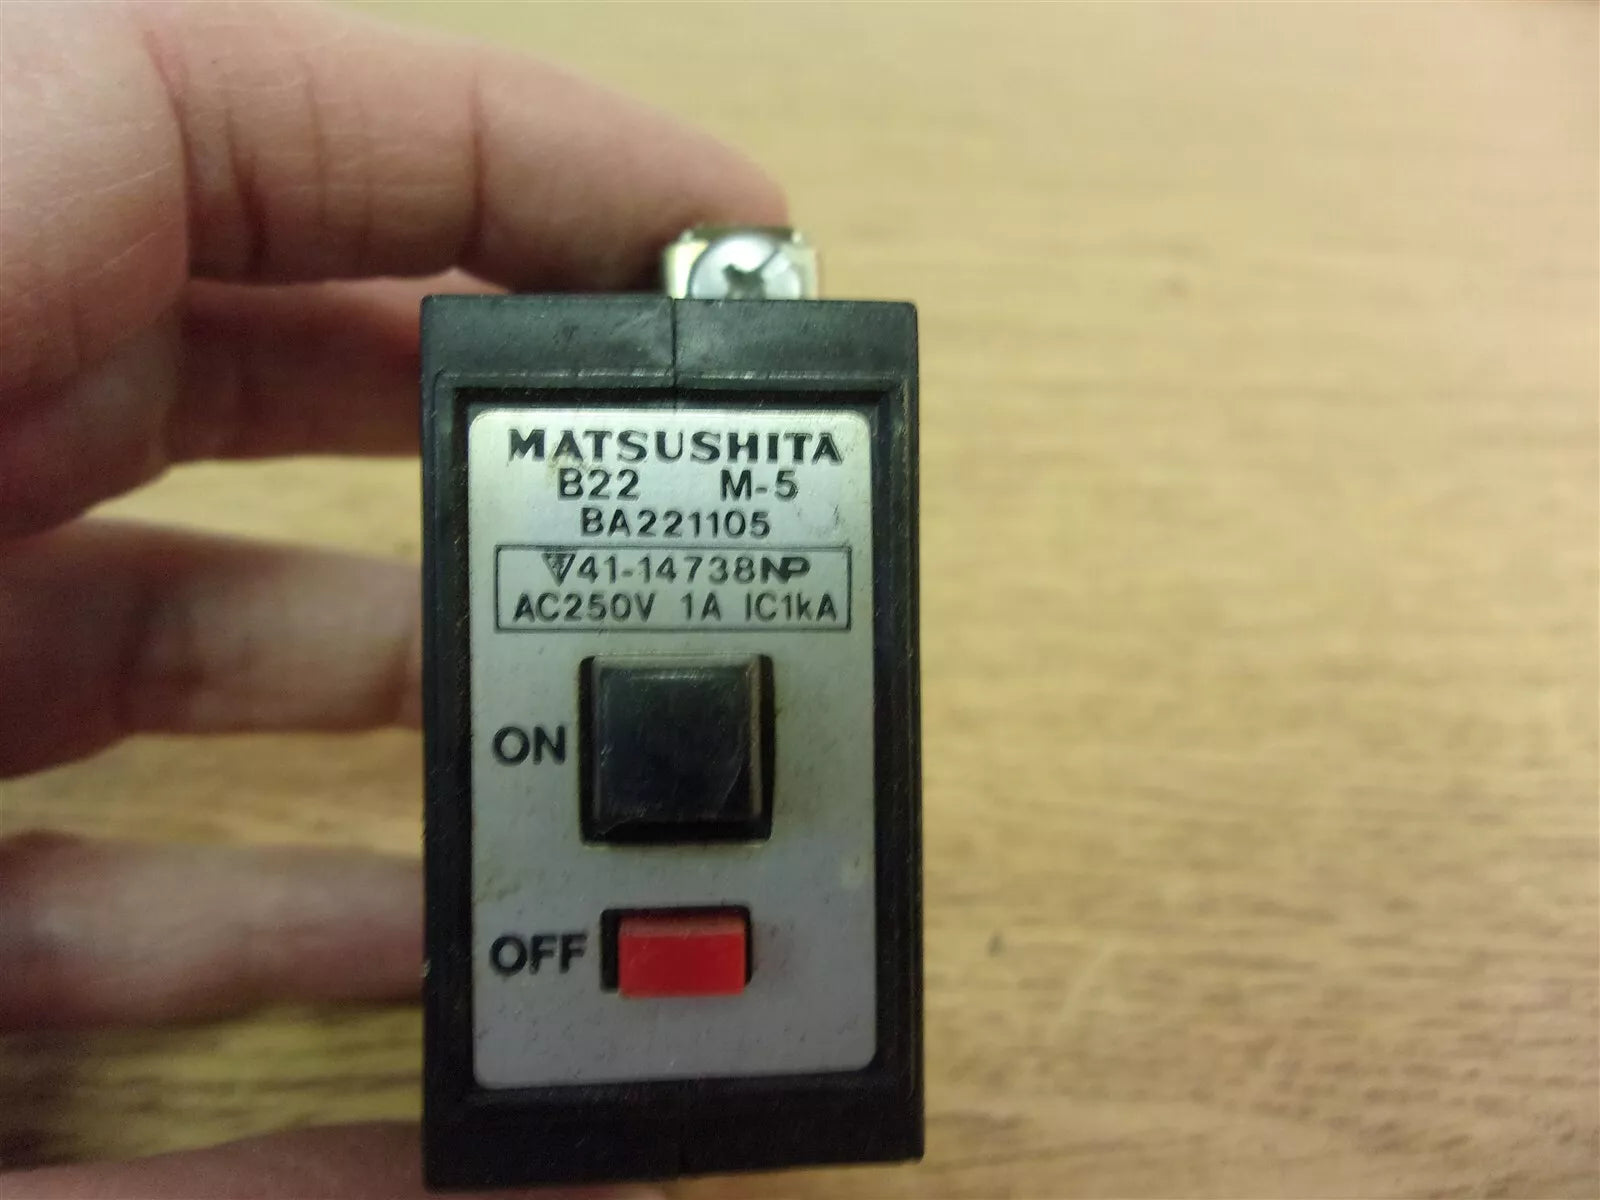 MATSUSHITA
B22 M-5
BA221105
41-14738NP
AC250V 1A IC1kA
ON
OFF